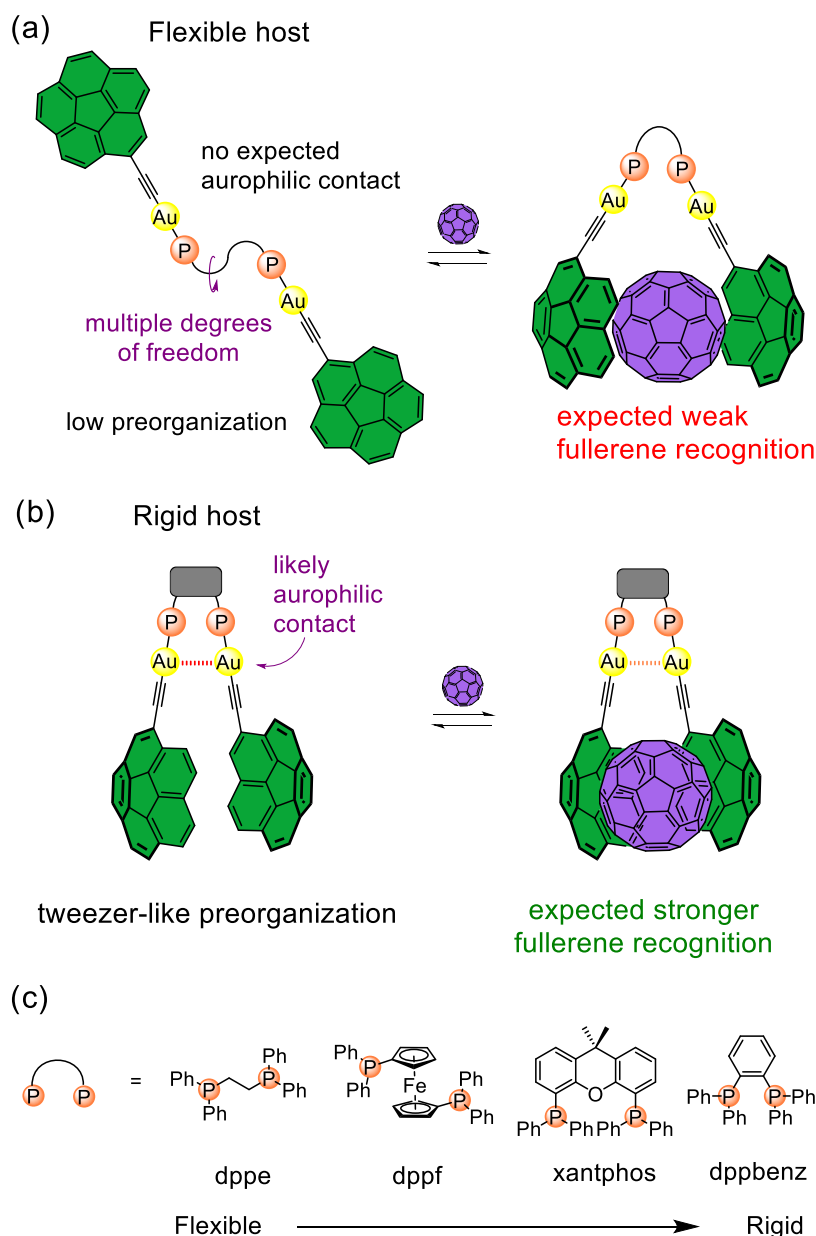 (a)
Flexible host
no expected
aurophilic contact
Au
P
P
Au
multiple degrees
of freedom
low preorganization
P
P
Au
Au
expected weak
fullerene recognition
(b)
Rigid host
P
P
Au
Au
likely
aurophilic
contact
tweezer-like preorganization
P
P
Au
Au
expected stronger
fullerene recognition
(c)
P
P
=
Ph
P
Ph
Ph
P
Ph
dppe
Ph
P
Ph
Fe
Ph
P
Ph
dppf
O
P
P
Ph
Ph
Ph
Ph
xantphos
Ph
P
Ph
P
Ph
Ph
dppbenz
Flexible
Rigid